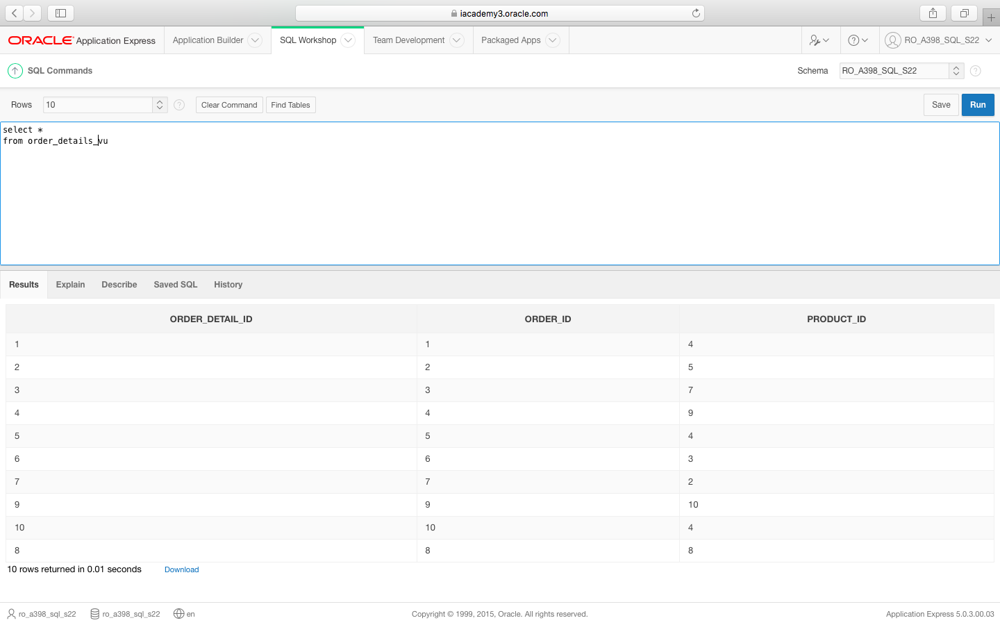 iacademy3.oracle.com
ORACLE Application Express Application Builder SQL Workshop Team Development Packaged Apps RO_A398_SQL_S22
SQL Commands Schema RO_A398_SQL_S22
Rows 10 Clear Command Find Tables Save Run
select *
from order_details_vu
Results Explain Describe Saved SQL History
ORDER_DETAIL_ID ORDER_ID PRODUCT_ID
1 1 4
2 2 5
3 3 7
4 4 9
5 5 4
6 6 3
7 7 2
9 9 10
10 10 4
8 8 8
10 rows returned in 0.01 seconds Download
ro_a398_sql_s22 ro_a398_sql_s22 en Copyright © 1999, 2015, Oracle. All rights reserved. Application Express 5.0.3.00.03